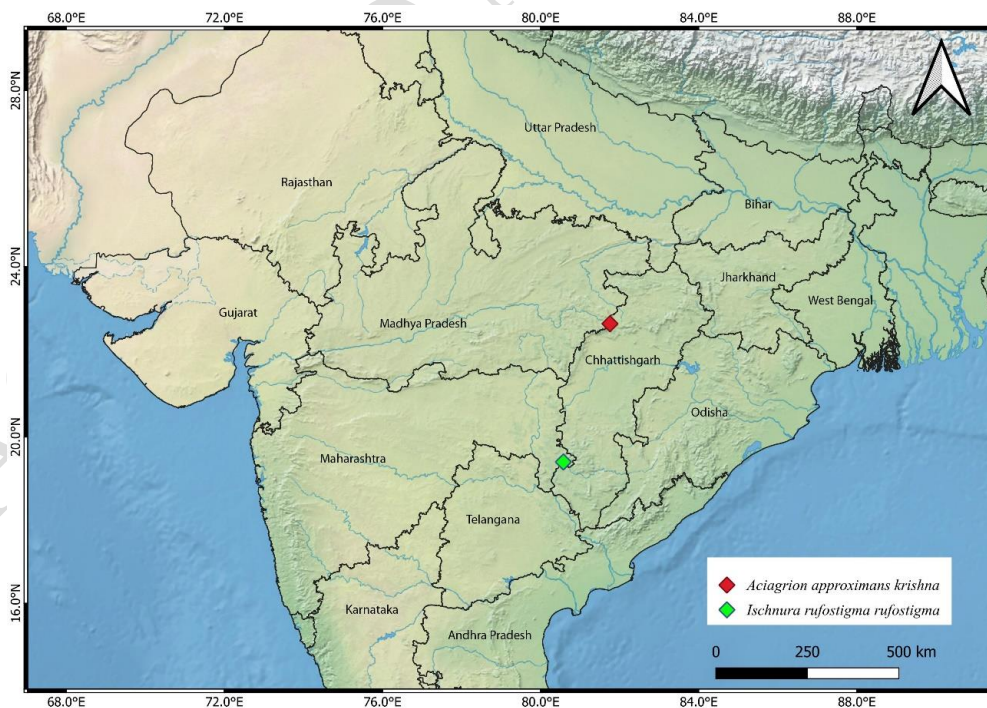 68.0°E 72.0°E 76.0°E 80.0°E 84.0°E 88.0°E
28.0°N
24.0°N
20.0°N
16.0°N
Uttar Pradesh
Rajasthan
Bihar
Jharkhand
West Bengal
Gujarat
Madhya Pradesh
Chhattishgarh
Odisha
Maharashtra
Telangana
Karnataka
Andhra Pradesh
Aciagrion approximans krishna
Ischnura rufostigma rufostigma
0 250 500 km
68.0°E 72.0°E 76.0°E 80.0°E 84.0°E 88.0°E